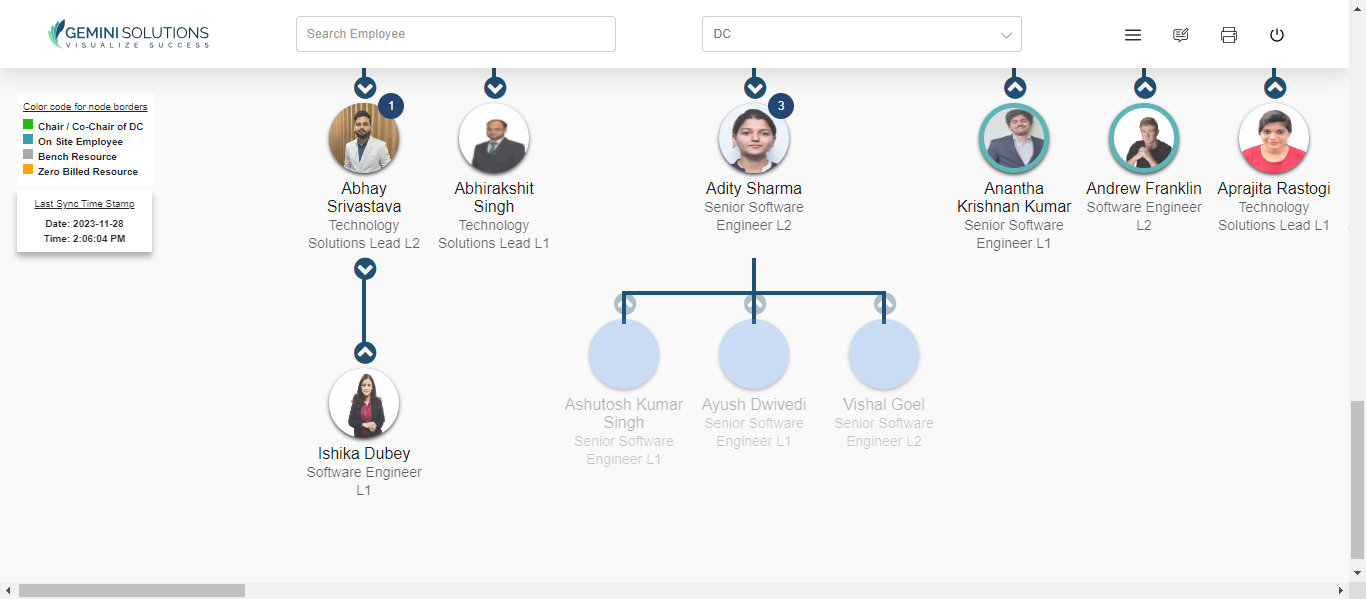 GEMINI SOLUTIONS
VISUALIZE SUCCESS
Search Employee
DC
Color code for node borders
Chair / Co-Chair of DC
On Site Employee
Bench Resource
Zero Billed Resource
Last Sync Time Stamp
Date: 2023-11-28
Time: 2:06:04 PM
1
Abhay
Srivastava
Technology
Solutions Lead L2
Abhirakshit
Singh
Technology
Solutions Lead L1
3
Adity Sharma
Senior Software
Engineer L2
Anantha
Krishnan Kumar
Senior Software
Engineer L1
Andrew Franklin
Software Engineer
L2
Aprajita Rastogi
Technology
Solutions Lead L1
Ishika Dubey
Software Engineer
L1
Ashutosh Kumar
Singh
Senior Software
Engineer L1
Ayush Dwivedi
Senior Software
Engineer L1
Vishal Goel
Senior Software
Engineer L2